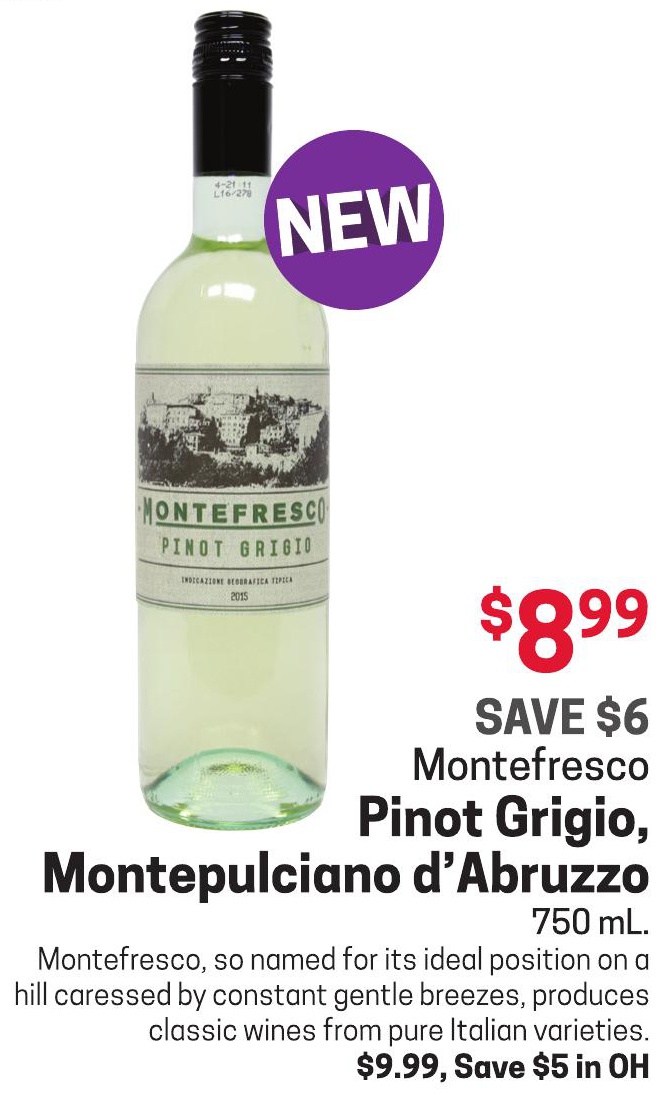 4-21 11
L16/278
NEW
MONTEFRESCO
PINOT GRIGIO
INDICAZIONE GEOGRAFICA TIPICA
2015
$8.99
SAVE $6
Montefresco
Pinot Grigio,
Montepulciano d’Abruzzo
750 mL.
Montefresco, so named for its ideal position on a
hill caressed by constant gentle breezes, produces
classic wines from pure Italian varieties.
$9.99, Save $5 in OH